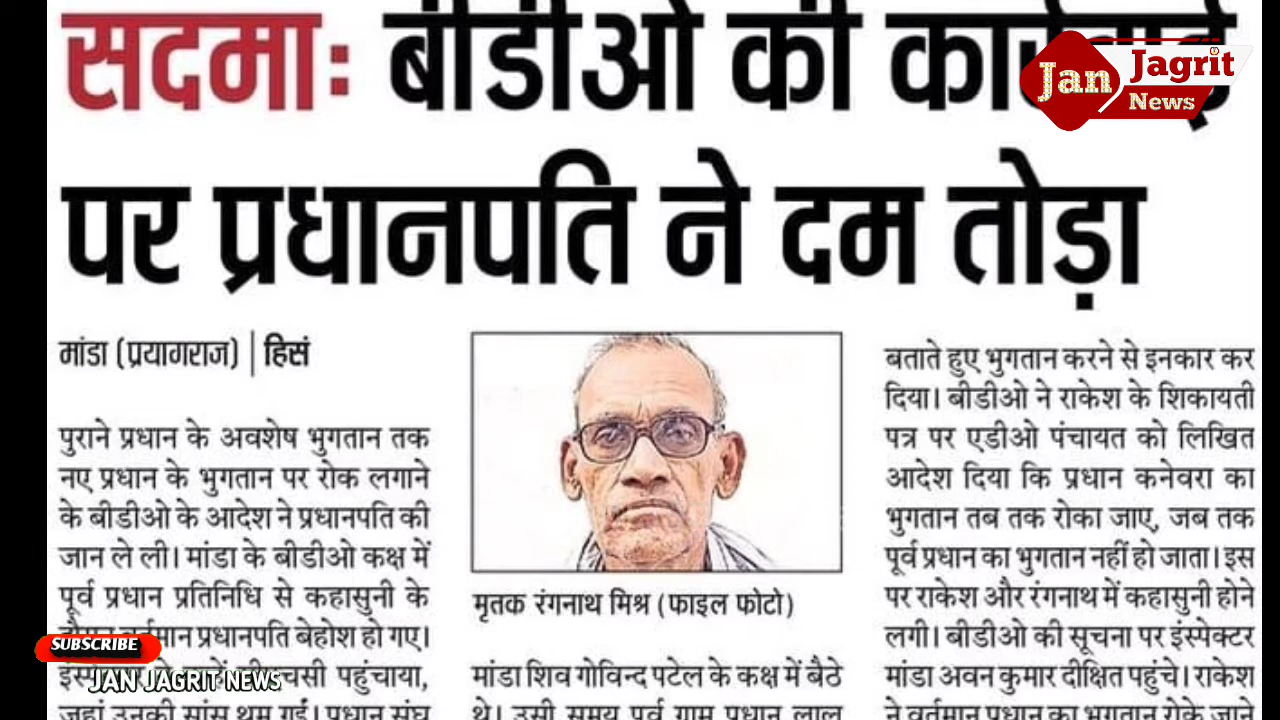 सदमा: बीडीओ की
पर प्रधानपति ने दम तोड़ा
Jan Jagrit
News
मांडा (प्रयागराज) | हिसं
पुराने प्रधान के अवशेष भुगतान तक
नए प्रधान के भुगतान पर रोक लगाने
के बीडीओ के आदेश ने प्रधानपति की
जान ले ली। मांडा के बीडीओ कक्ष में
पूर्व प्रधान प्रतिनिधि से कहासुनी के
वर्तमान प्रधानपति बेहोश हो गए।
पहुंचाया,
जहां उनकी सांस थम गईं। प्रधान संघ
मृतक रंगनाथ मिश्र (फाइल फोटो)
मांडा शिव गोविन्द पटेल के कक्ष में बैठे
थे। उसी समय पूर्व ग्राम प्रधान लाल
बताते हुए भुगतान करने से इनकार कर
दिया। बीडीओ ने राकेश के शिकायती
पत्र पर एडीओ पंचायत को लिखित
आदेश दिया कि प्रधान कनेवरा का
भुगतान तब तक रोका जाए, जब तक
पूर्व प्रधान का भुगतान नहीं हो जाता। इस
पर राकेश और रंगनाथ में कहासुनी होने
लगी। बीडीओ की सूचना पर इंस्पेक्टर
मांडा अवन कुमार दीक्षित पहुंचे। राकेश
ने वर्तमान प्रधान का भुगतान रोके जाने
SUBSCRIBE
JAN JAGRIT NEWS